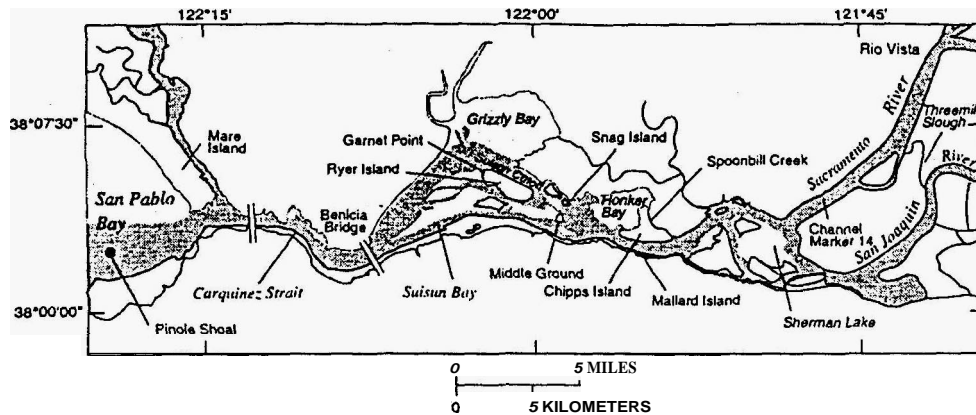 122°15' 122°00' 121°45'
Rio Vista
River
Threemil
Slough
38°07'30"
Grizzly Bay
Mare
Island
Garnet Point
Snag Island
Ryer Island
Spoonbill Creek
Sacramento
River
San Pablo
Bay
Benicia
Bridge
Honker
Bay
Channel
Marker 14
San Joaquin
Middle Ground
Chipps Island
Carquinez Strait
Suisun Bay
Mallard Island
Sherman Lake
38°00'00"
Pinole Shoal
0 5 MILES
0 5 KILOMETERS